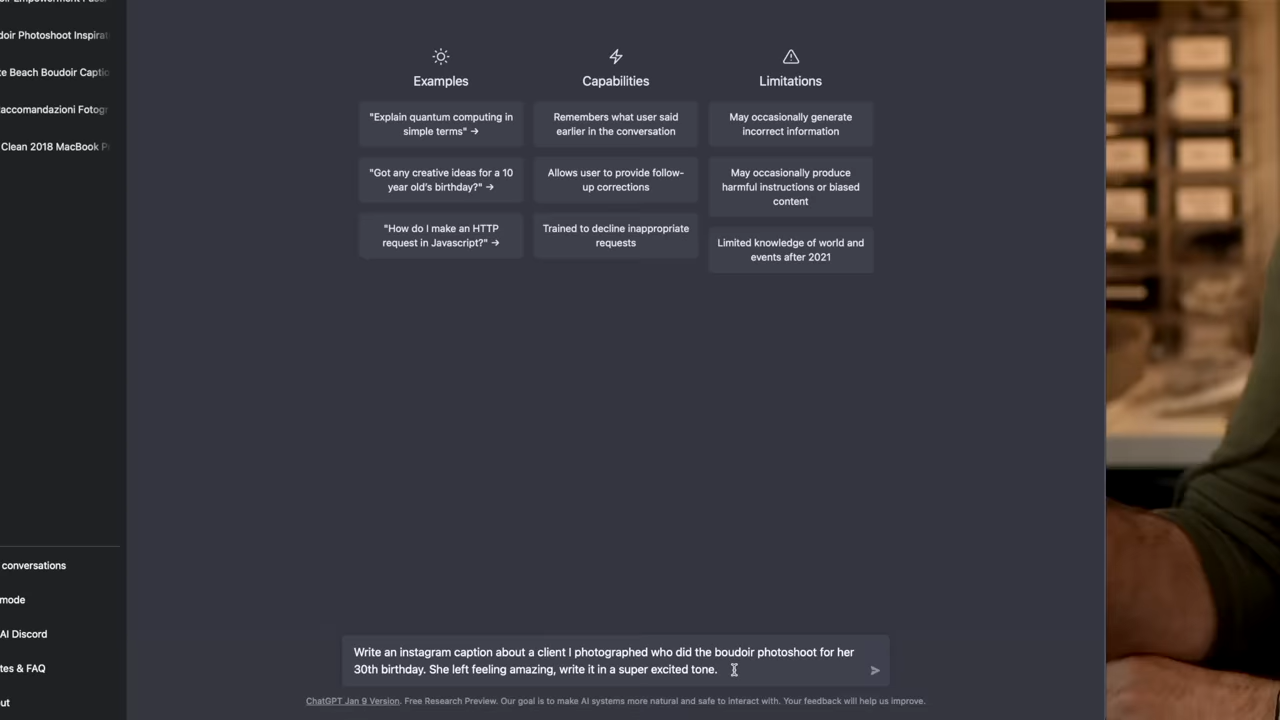 doir Photoshoot Inspirat
te Beach Boudoir Captio
accomandazioni Fotogr
Clean 2018 MacBook P
conversations
mode
AI Discord
tes & FAQ
ut
Examples
"Explain quantum computing in
simple terms" →
"Got any creative ideas for a 10
year old's birthday?" →
"How do I make an HTTP
request in Javascript?" →
Capabilities
Remembers what user said
earlier in the conversation
Allows user to provide follow-
up corrections
Trained to decline inappropriate
requests
Limitations
May occasionally generate
incorrect information
May occasionally produce
harmful instructions or biased
content
Limited knowledge of world and
events after 2021
Write an instagram caption about a client I photographed who did the boudoir photoshoot for her
30th birthday. She left feeling amazing, write it in a super excited tone.
ChatGPT Jan 9 Version. Free Research Preview. Our goal is to make AI systems more natural and safe to interact with. Your feedback will help us improve.